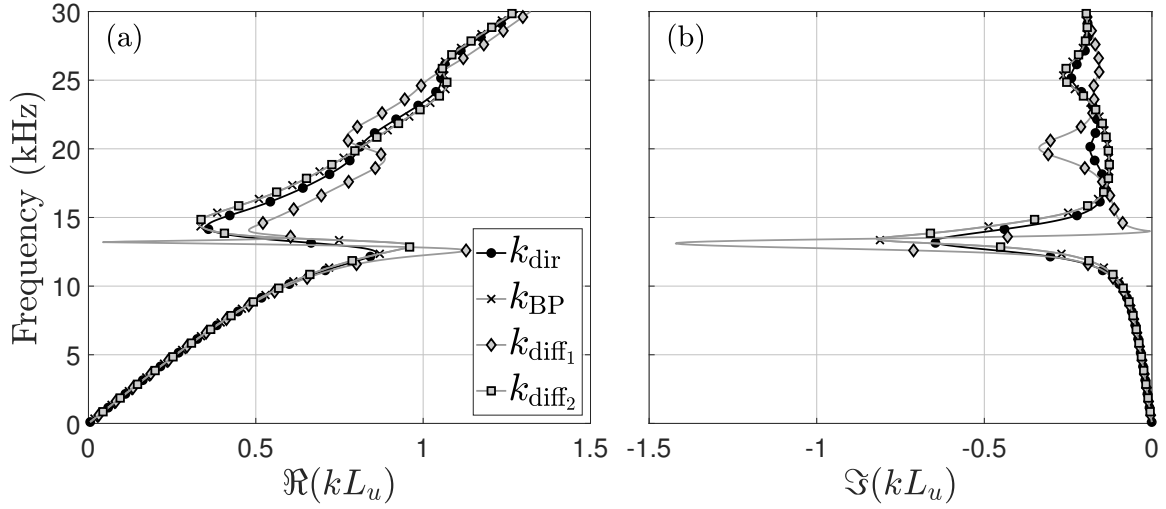 (a)
(b)
Frequency (kHz)
30
25
20
15
10
5
0
k_dir
k_BP
k_diff₁
k_diff₂
0 0.5 1 1.5
ℜ(kL_u)
-1.5 -1 -0.5 0
ℑ(kL_u)